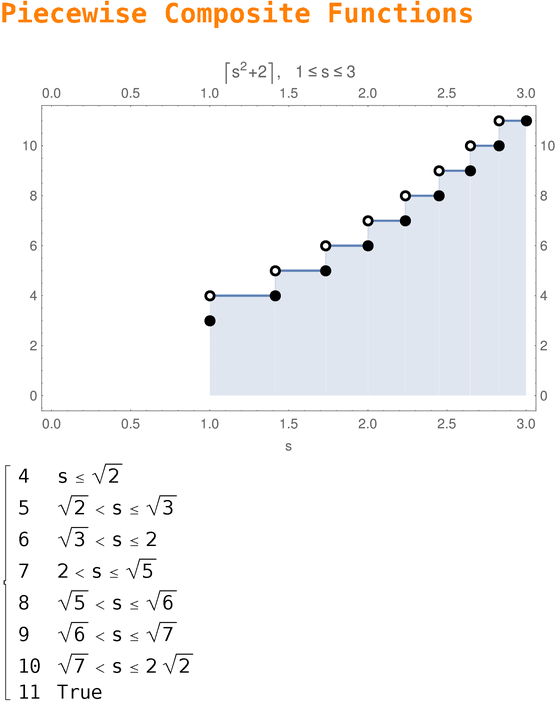 Piecewise Composite Functions
⌈s²+2⌉, 1 ≤ s ≤ 3
0.0 0.5 1.0 1.5 2.0 2.5 3.0
10 10
8 8
6 6
4 4
2 2
0 0
0.0 0.5 1.0 1.5 2.0 2.5 3.0
s
4 s ≤ √2
5 √2 < s ≤ √3
6 √3 < s ≤ 2
7 2 < s ≤ √5
8 √5 < s ≤ √6
9 √6 < s ≤ √7
10 √7 < s ≤ 2 √2
11 True